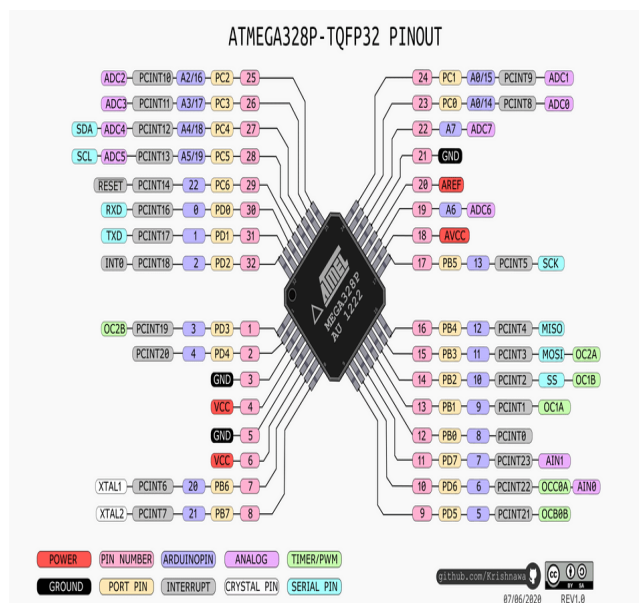 ATMEGA328P-TQFP32 PINOUT
ADC2 PCINT10 A2/16 PC2 25
ADC3 PCINT11 A3/17 PC3 26
SDA ADC4 PCINT12 A4/18 PC4 27
SCL ADC5 PCINT13 A5/19 PC5 28
RESET PCINT14 22 PC6 29
RXD PCINT16 0 PD0 30
TXD PCINT17 1 PD1 31
INT0 PCINT18 2 PD2 32
24 PC1 A0/15 PCINT9 ADC1
23 PC0 A0/14 PCINT8 ADC0
22 A7 ADC7
21 GND
20 AREF
19 A6 ADC6
18 AVCC
17 PB5 13 PCINT5 SCK
ATMEL
MEGA328P
AU 1222
OC2B PCINT19 3 PD3 1
PCINT20 4 PD4 2
GND 3
VCC 4
GND 5
VCC 6
XTAL1 PCINT6 20 PB6 7
XTAL2 PCINT7 21 PB7 8
16 PB4 12 PCINT4 MISO
15 PB3 11 PCINT3 MOSI OC2A
14 PB2 10 PCINT2 SS OC1B
13 PB1 9 PCINT1 OC1A
12 PB0 8 PCINT0
11 PD7 7 PCINT23 AIN1
10 PD6 6 PCINT22 OCC0A AIN0
9 PD5 5 PCINT21 OCB0B
POWER PIN NUMBER ARDUINOPIN ANALOG TIMER/PWM
GROUND PORT PIN INTERRUPT CRYSTAL PIN SERIAL PIN
github.com/Krishnawa
cc BY SA
07/06/2020 REV1.0